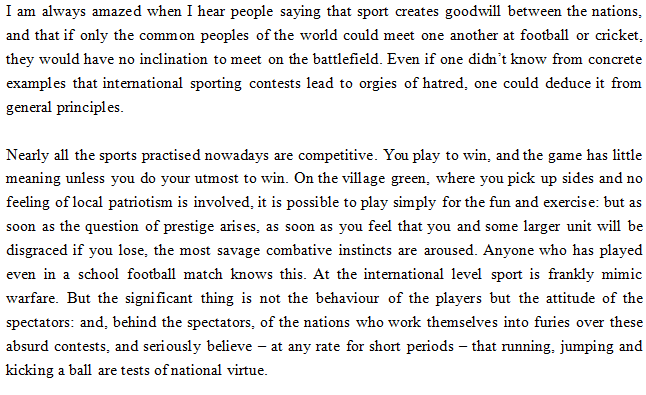 I am always amazed when I hear people saying that sport creates goodwill between the nations,
and that if only the common peoples of the world could meet one another at football or cricket,
they would have no inclination to meet on the battlefield. Even if one didn’t know from concrete
examples that international sporting contests lead to orgies of hatred, one could deduce it from
general principles.

Nearly all the sports practised nowadays are competitive. You play to win, and the game has little
meaning unless you do your utmost to win. On the village green, where you pick up sides and no
feeling of local patriotism is involved, it is possible to play simply for the fun and exercise: but as
soon as the question of prestige arises, as soon as you feel that you and some larger unit will be
disgraced if you lose, the most savage combative instincts are aroused. Anyone who has played
even in a school football match knows this. At the international level sport is frankly mimic
warfare. But the significant thing is not the behaviour of the players but the attitude of the
spectators: and, behind the spectators, of the nations who work themselves into furies over these
absurd contests, and seriously believe – at any rate for short periods – that running, jumping and
kicking a ball are tests of national virtue.